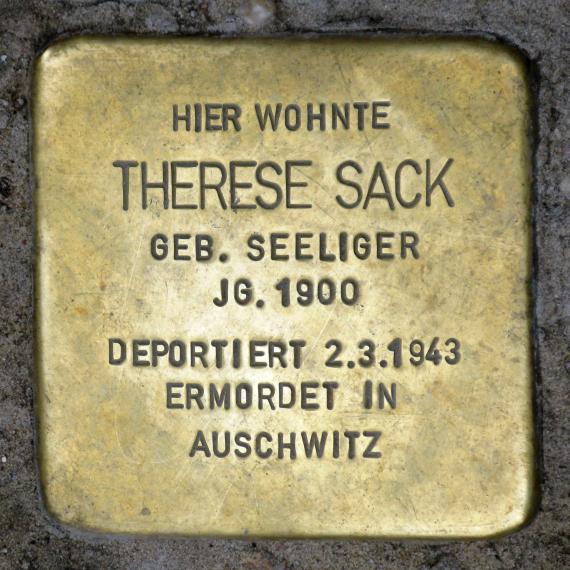 HIER WOHNTE
THERESE SACK
GEB. SEELIGER
JG. 1900
DEPORTIERT 2.3.1943
ERMORDET IN
AUSCHWITZ